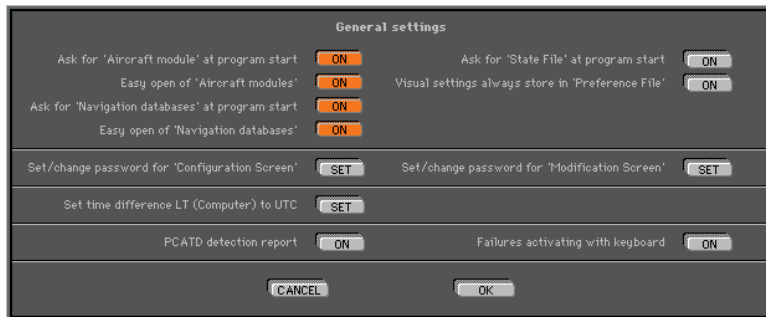 General settings
Ask for 'Aircraft module' at program start ON Ask for 'State File' at program start ON
Easy open of 'Aircraft modules' ON Visual settings always store in 'Preference File' ON
Ask for 'Navigation databases' at program start ON
Easy open of 'Navigation databases' ON
Set/change password for 'Configuration Screen' SET Set/change password for 'Modification Screen' SET
Set time difference LT (Computer) to UTC SET
PCATD detection report ON Failures activating with keyboard ON
CANCEL OK